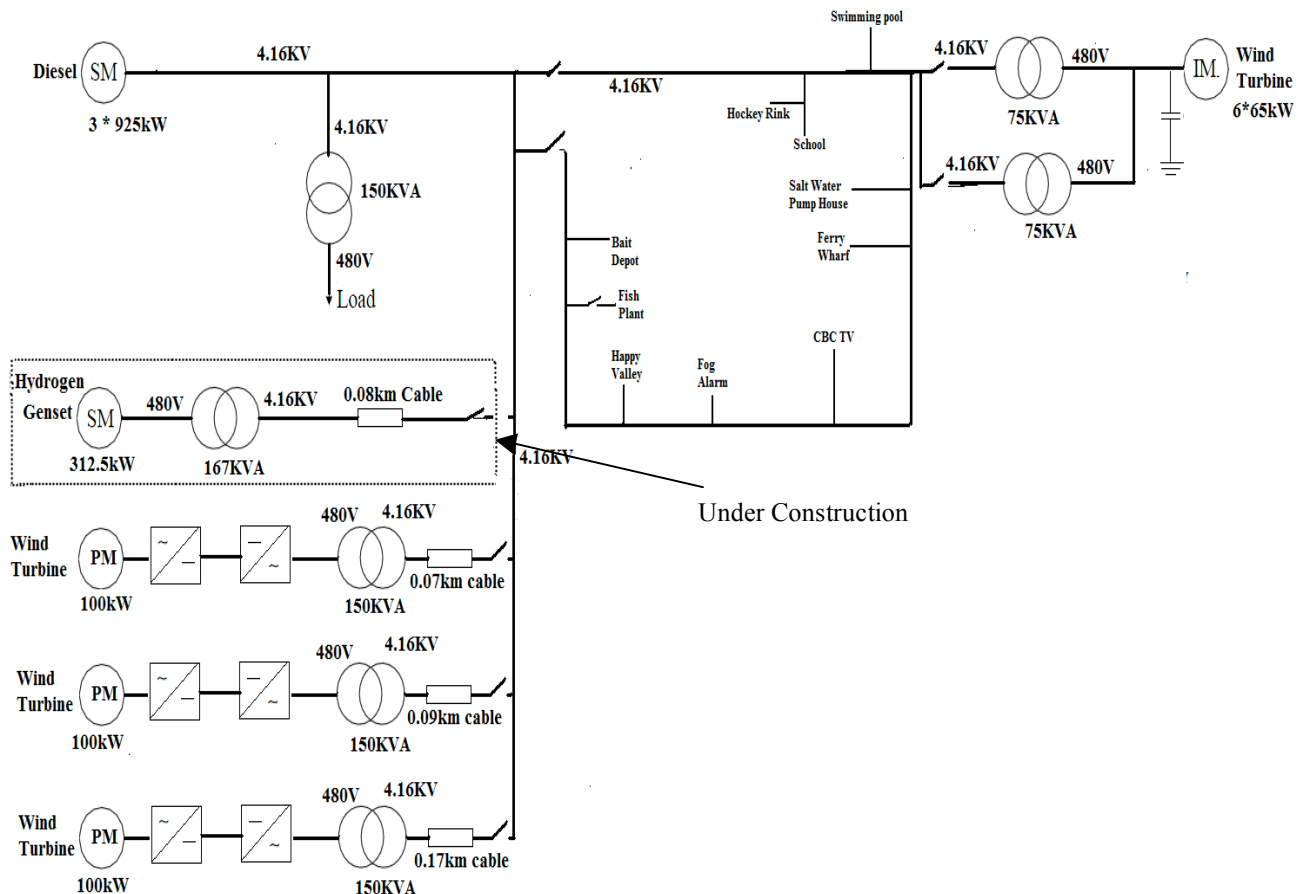 Swimming pool
4.16KV
Diesel
SM
3 * 925kW
4.16KV
4.16KV
480V
75KVA
IM.
Wind
Turbine
6*65kW
Hockey Rink
School
4.16KV
150KVA
480V
Load
4.16KV
480V
75KVA
Salt Water
Pump House
Ferry
Wharf
Bait
Depot
Fish
Plant
Happy
Valley
Fog
Alarm
CBC TV
Hydrogen
Genset
SM
312.5kW
480V
4.16KV
167KVA
0.08km Cable
4.16KV
Under Construction
Wind
Turbine
PM
100kW
480V
4.16KV
150KVA
0.07km cable
Wind
Turbine
PM
100kW
480V
4.16KV
150KVA
0.09km cable
Wind
Turbine
PM
100kW
480V
4.16KV
150KVA
0.17km cable